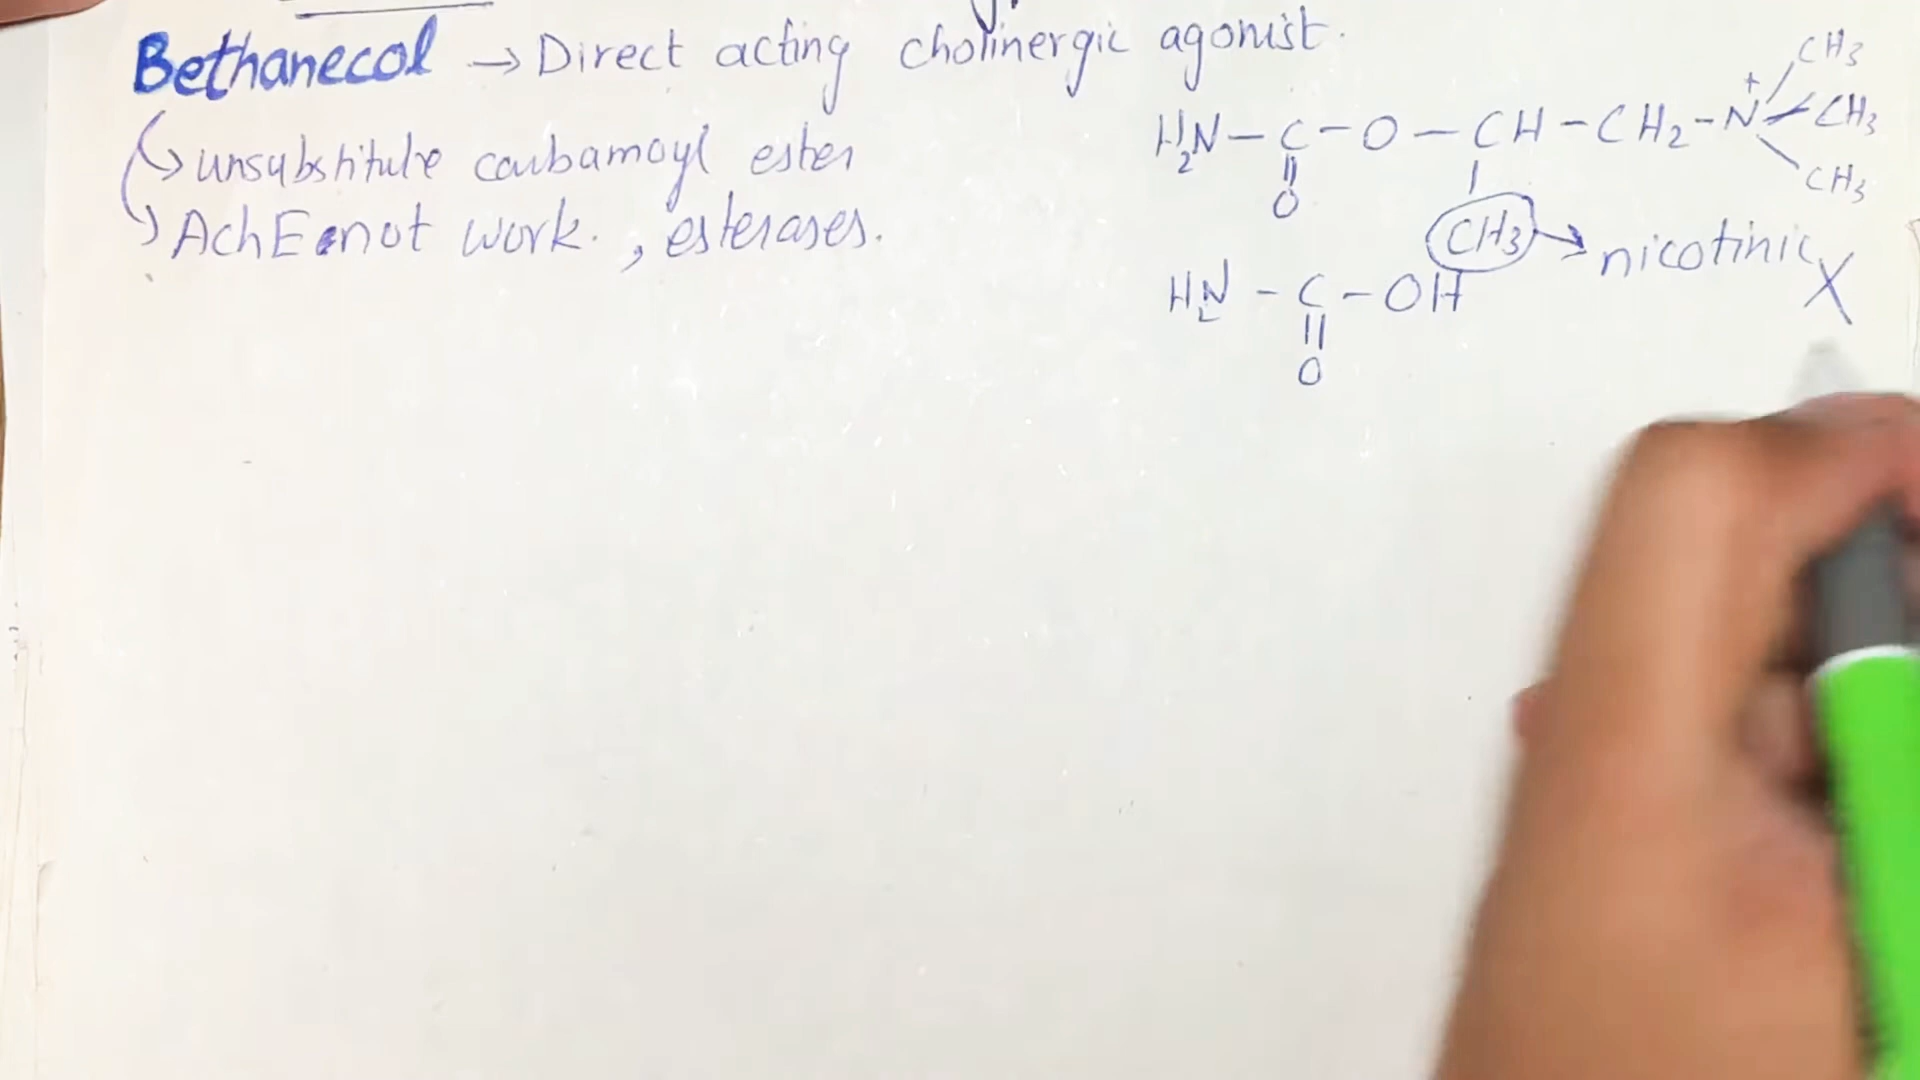 Bethanecol → Direct acting cholinergic agonist.
↳ unsubstitute carbamoyl ester
↳ AchE not work. , esterases.
CH3
H2N - C - O - CH - CH2 - N+ - CH3
|| | CH3
O CH3 → nicotinic X
H2N - C - OH
||
O